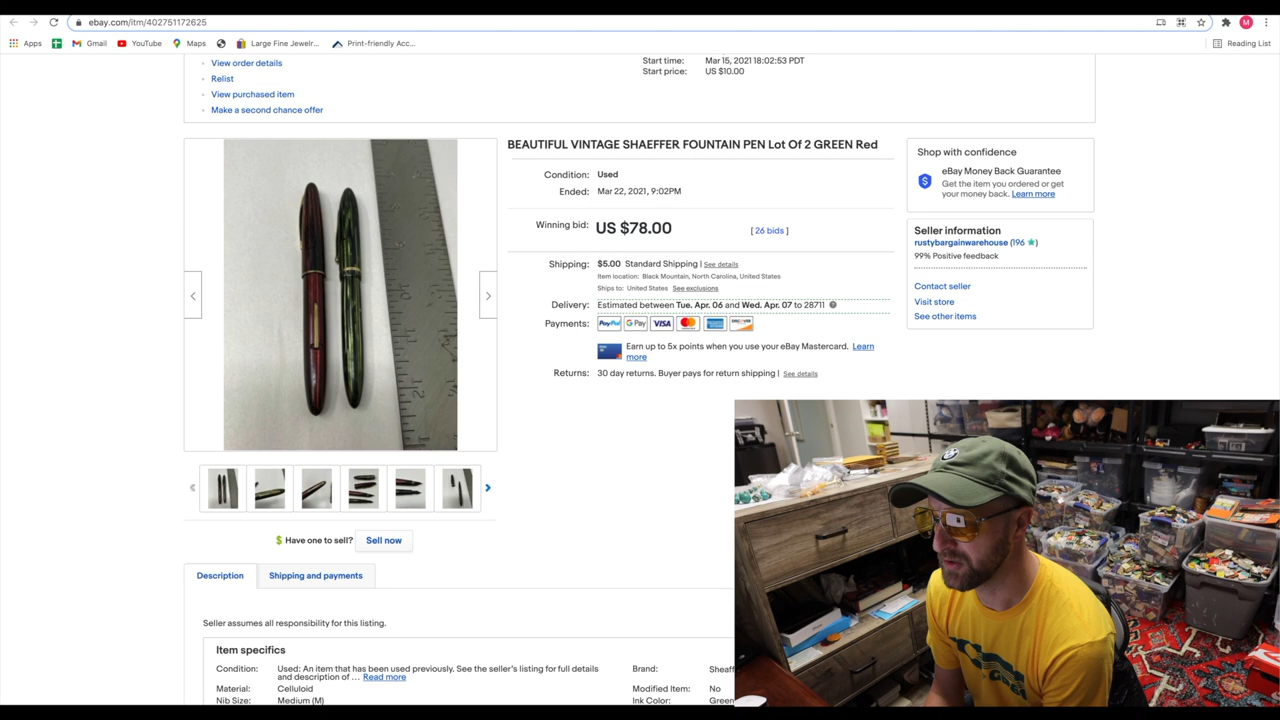 ebay.com/itm/402751172625
M
Apps
Gmail
YouTube
Maps
Large Fine Jewelr...
Print-friendly Acc...
Reading List
View order details
Relist
View purchased item
Make a second chance offer
Start time: Mar 15, 2021 18:02:53 PDT
Start price: US $10.00
BEAUTIFUL VINTAGE SHAEFFER FOUNTAIN PEN Lot Of 2 GREEN Red
Condition: Used
Ended: Mar 22, 2021, 9:02PM
Winning bid: US $78.00 [ 26 bids ]
Shipping: $5.00 Standard Shipping | See details
Item location: Black Mountain, North Carolina, United States
Ships to: United States See exclusions
Delivery: Estimated between Tue. Apr. 06 and Wed. Apr. 07 to 28711
Payments: PayPal G Pay VISA
Earn up to 5x points when you use your eBay Mastercard. Learn
more
Returns: 30 day returns. Buyer pays for return shipping | See details
Shop with confidence
eBay Money Back Guarantee
Get the item you ordered or get
your money back. Learn more
Seller information
rustybargainwarehouse (196 )
99% Positive feedback
Contact seller
Visit store
See other items
Have one to sell? Sell now
Description
Shipping and payments
Seller assumes all responsibility for this listing.
Item specifics
Condition: Used: An item that has been used previously. See the seller's listing for full details
and description of ... Read more
Material: Celluloid
Nib Size: Medium (M)
Brand: Sheaff
Modified Item: No
Ink Color: Green